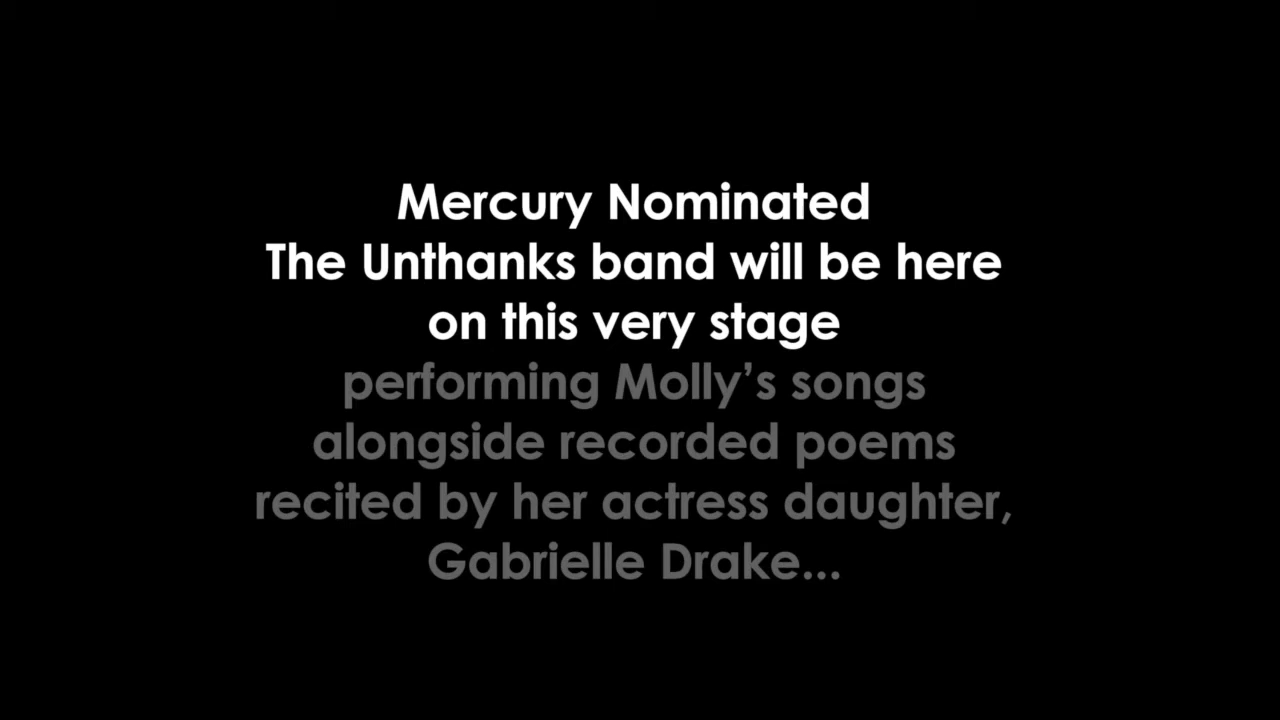 Mercury Nominated
The Unthanks band will be here
on this very stage
performing Molly’s songs
alongside recorded poems
recited by her actress daughter,
Gabrielle Drake...